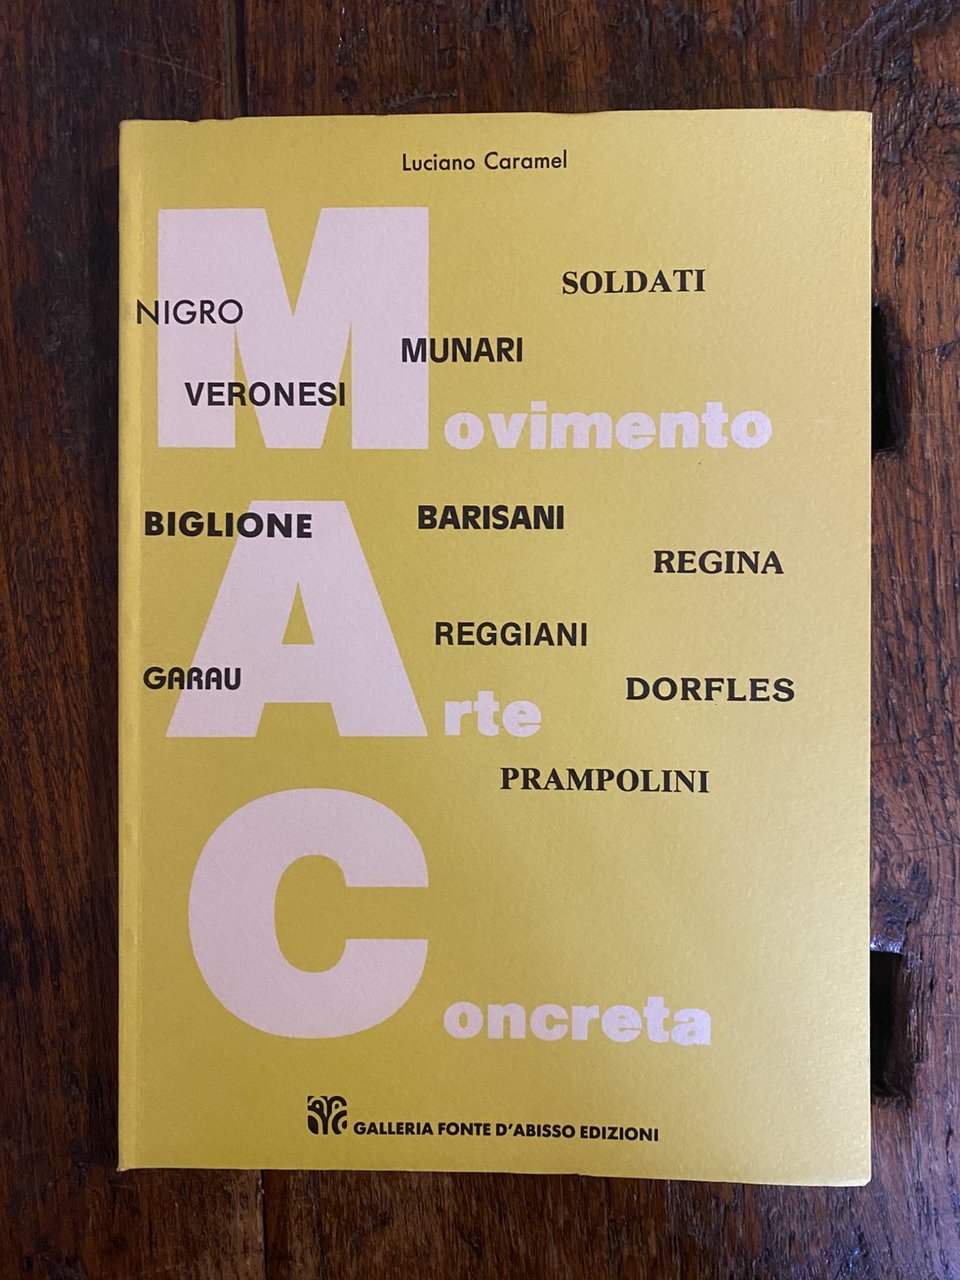 Luciano Caramel
SOLDATI
NIGRO
MUNARI
VERONESI
Movimento
BIGLIONE
BARISANI
REGINA
REGGIANI
GARAU
DORFLES
Arte
PRAMPOLINI
Concreta
GALLERIA FONTE D'ABISSO EDIZIONI